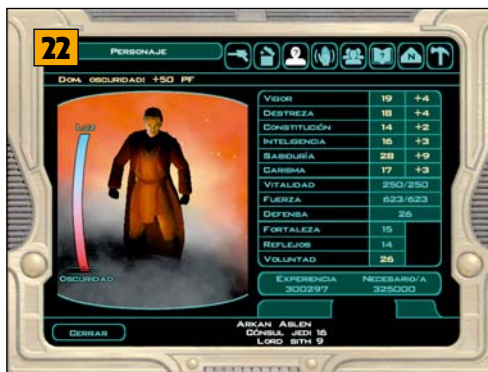 22
PERSONAJE
DOM. OSCURIDAD: +50 PF
LUZ
OSCURIDAD
VIGOR 19 +4
DESTREZA 18 +4
CONSTITUCIÓN 14 +2
INTELIGENCIA 16 +3
SABIDURÍA 28 +9
CARISMA 17 +3
VITALIDAD 250/250
FUERZA 623/623
DEFENSA 26
FORTALEZA 15
REFLEJOS 14
VOLUNTAD 26
EXPERIENCIA NECESARIO/A
300297 325000
CERRAR
ARKAN ASLEN
CÓNSUL JEDI 16
LORD SITH 9